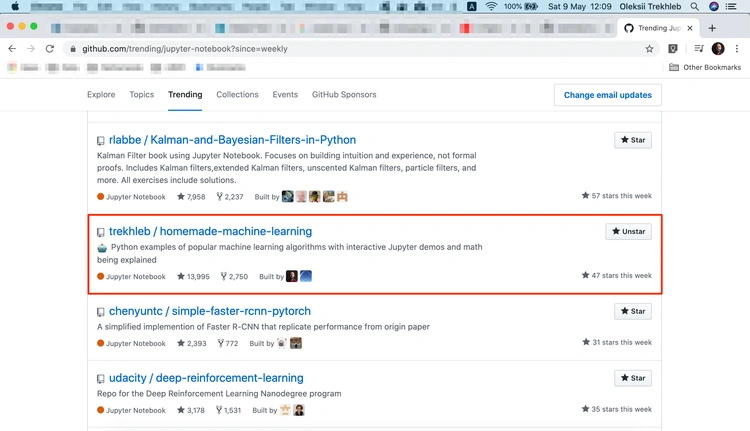 100%
Sat 9 May 12:09
Oleksii Trekhleb
Trending Jup
github.com/trending/jupyter-notebook?since=weekly
Other Bookmarks
Explore Topics Trending Collections Events GitHub Sponsors
Change email updates
rlabbe / Kalman-and-Bayesian-Filters-in-Python
Star
Kalman Filter book using Jupyter Notebook. Focuses on building intuition and experience, not formal
proofs. Includes Kalman filters,extended Kalman filters, unscented Kalman filters, particle filters, and
more. All exercises include solutions.
Jupyter Notebook 7,958 2,237 Built by 57 stars this week
trekhleb / homemade-machine-learning
Unstar
Python examples of popular machine learning algorithms with interactive Jupyter demos and math
being explained
Jupyter Notebook 13,995 2,750 Built by 47 stars this week
chenyuntc / simple-faster-rcnn-pytorch
Star
A simplified implemention of Faster R-CNN that replicate performance from origin paper
Jupyter Notebook 2,393 772 Built by 31 stars this week
udacity / deep-reinforcement-learning
Star
Repo for the Deep Reinforcement Learning Nanodegree program
Jupyter Notebook 3,178 1,531 Built by 35 stars this week